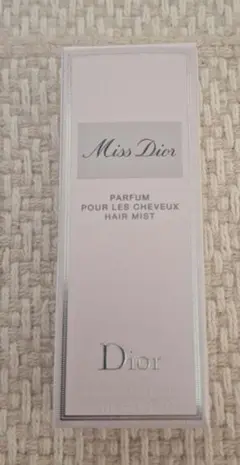 Miss Dior
PARFUM
POUR LES CHEVEUX
HAIR MIST
Dior